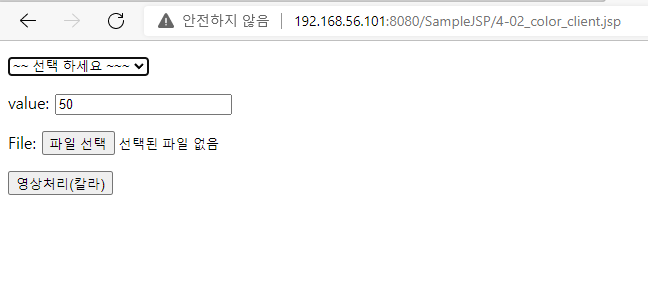 안전하지 않음 192.168.56.101:8080/SampleJSP/4-02_color_client.jsp
~~ 선택 하세요 ~~~
value: 50
File: 파일 선택 선택된 파일 없음
영상처리(칼라)